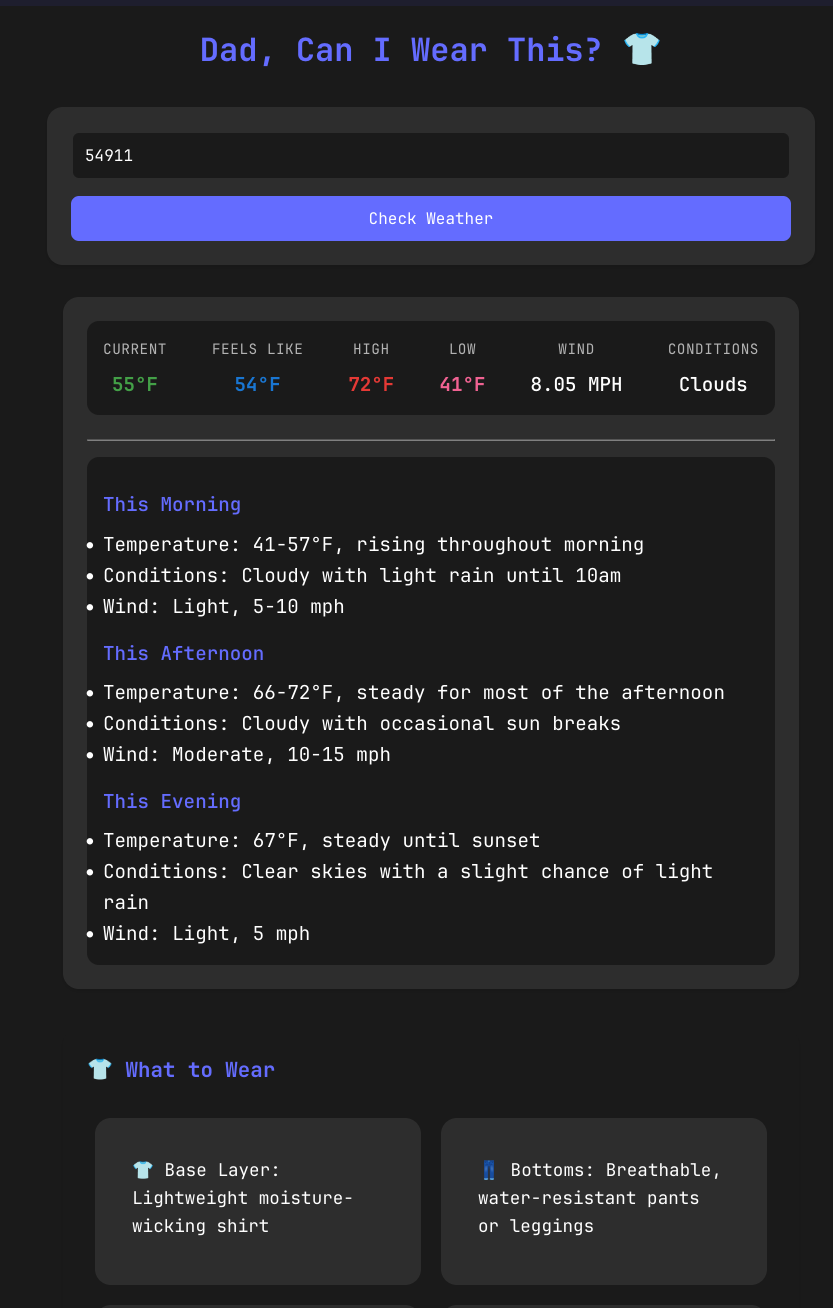 Dad, Can I Wear This? 👕
54911
Check Weather
CURRENT FEELS LIKE HIGH LOW WIND CONDITIONS
55°F 54°F 72°F 41°F 8.05 MPH Clouds
This Morning
• Temperature: 41-57°F, rising throughout morning
• Conditions: Cloudy with light rain until 10am
• Wind: Light, 5-10 mph
This Afternoon
• Temperature: 66-72°F, steady for most of the afternoon
• Conditions: Cloudy with occasional sun breaks
• Wind: Moderate, 10-15 mph
This Evening
• Temperature: 67°F, steady until sunset
• Conditions: Clear skies with a slight chance of light
rain
• Wind: Light, 5 mph
👕 What to Wear
👕 Base Layer:
Lightweight moisture-
wicking shirt
👖 Bottoms: Breathable,
water-resistant pants
or leggings